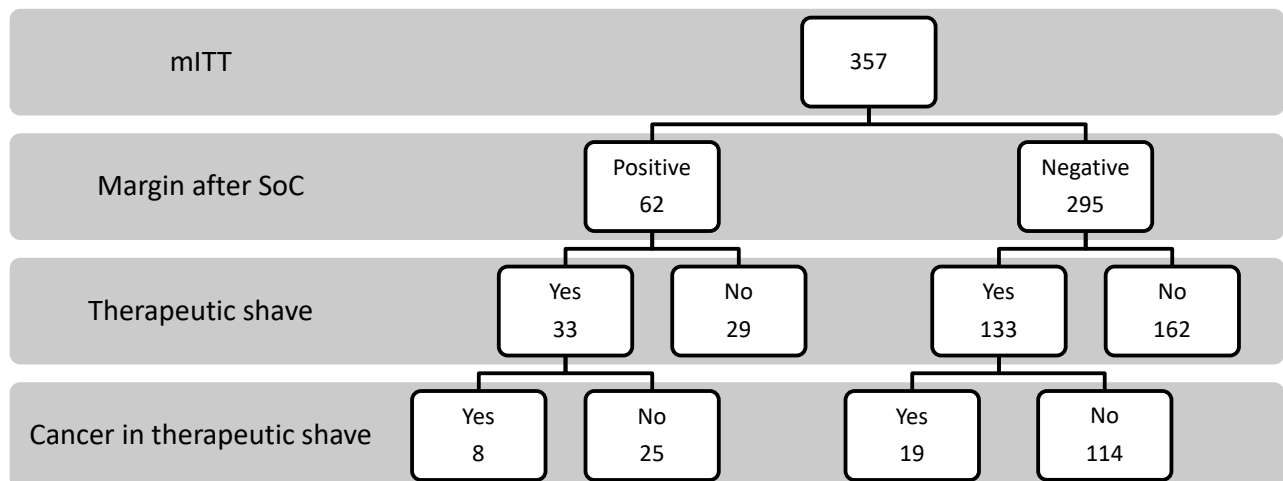 mITT
357
Margin after SoC
Positive
62
Negative
295
Therapeutic shave
Yes
33
No
29
Yes
133
No
162
Cancer in therapeutic shave
Yes
8
No
25
Yes
19
No
114